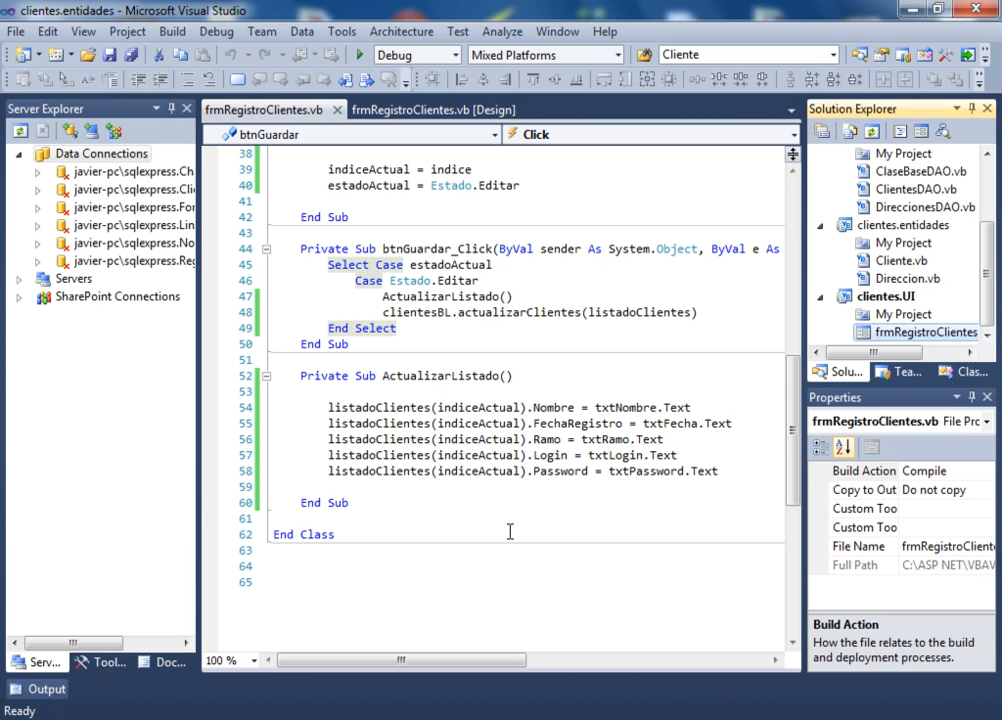 clientes.entidades - Microsoft Visual Studio
File Edit View Project Build Debug Team Data Tools Architecture Test Analyze Window Help
Debug Mixed Platforms Cliente
Server Explorer
Data Connections
javier-pc\sqlexpress.Ch
javier-pc\sqlexpress.Cli
javier-pc\sqlexpress.For
javier-pc\sqlexpress.Lin
javier-pc\sqlexpress.No
javier-pc\sqlexpress.Reg
Servers
SharePoint Connections
Serv... Tool... Doc...
frmRegistroClientes.vb frmRegistroClientes.vb [Design]
btnGuardar Click
38
39 indiceActual = indice
40 estadoActual = Estado.Editar
41
42 End Sub
43
44 Private Sub btnGuardar_Click(ByVal sender As System.Object, ByVal e As
45 Select Case estadoActual
46 Case Estado.Editar
47 ActualizarListado()
48 clientesBL.actualizarClientes(listadoClientes)
49 End Select
50 End Sub
51
52 Private Sub ActualizarListado()
53
54 listadoClientes(indiceActual).Nombre = txtNombre.Text
55 listadoClientes(indiceActual).FechaRegistro = txtFecha.Text
56 listadoClientes(indiceActual).Ramo = txtRamo.Text
57 listadoClientes(indiceActual).Login = txtLogin.Text
58 listadoClientes(indiceActual).Password = txtPassword.Text
59
60 End Sub
61
62 End Class
63
64
65
100 %
Solution Explorer
My Project
ClaseBaseDAO.vb
ClientesDAO.vb
DireccionesDAO.vb
clientes.entidades
My Project
Cliente.vb
Direccion.vb
clientes.UI
My Project
frmRegistroClientes
Solu... Tea... Clas...
Properties
frmRegistroClientes.vb File Prc
Build Action Compile
Copy to Out Do not copy
Custom Too
Custom Too
File Name frmRegistroClient
Full Path C:\ASP NET\VBAV
Build Action
How the file relates to the build
and deployment processes.
Output
Ready